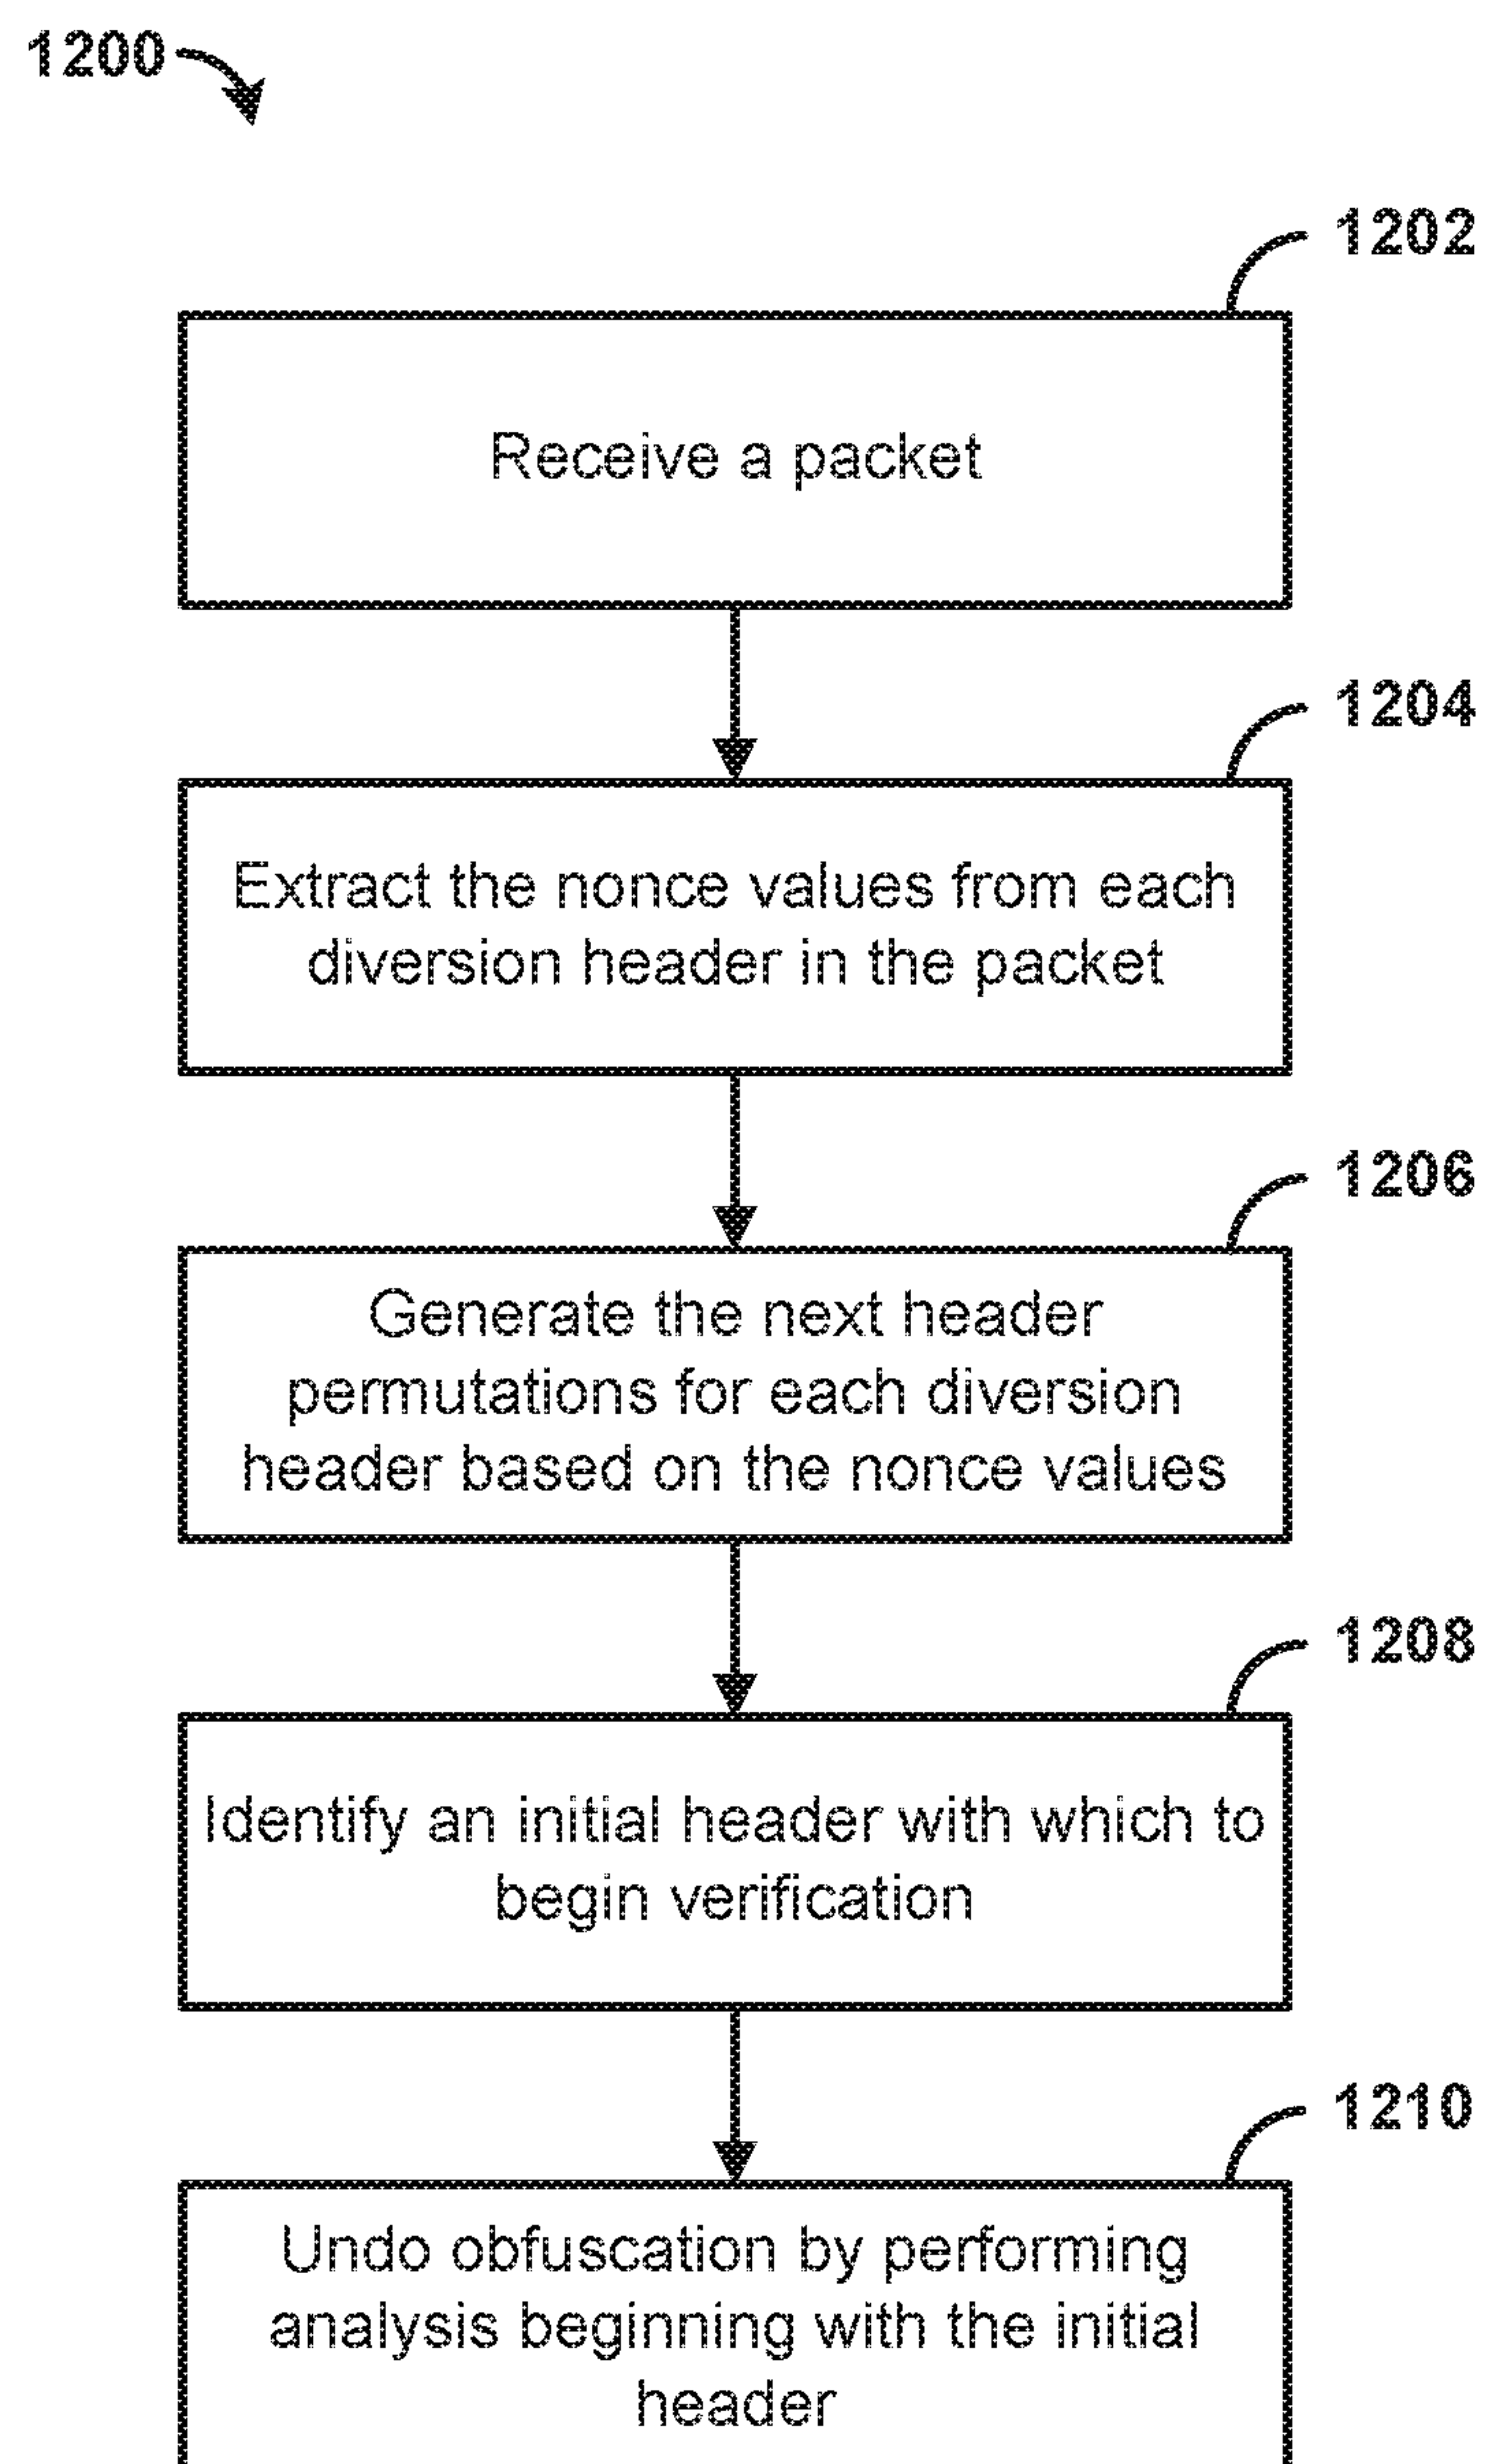 1200
1202
Receive a packet
1204
Extract the nonce values from each
diversion header in the packet
1206
Generate the next header
permutations for each diversion
header based on the nonce values
1208
Identify an initial header with which to
begin verification
1210
Undo obfuscation by performing
analysis beginning with the initial
header